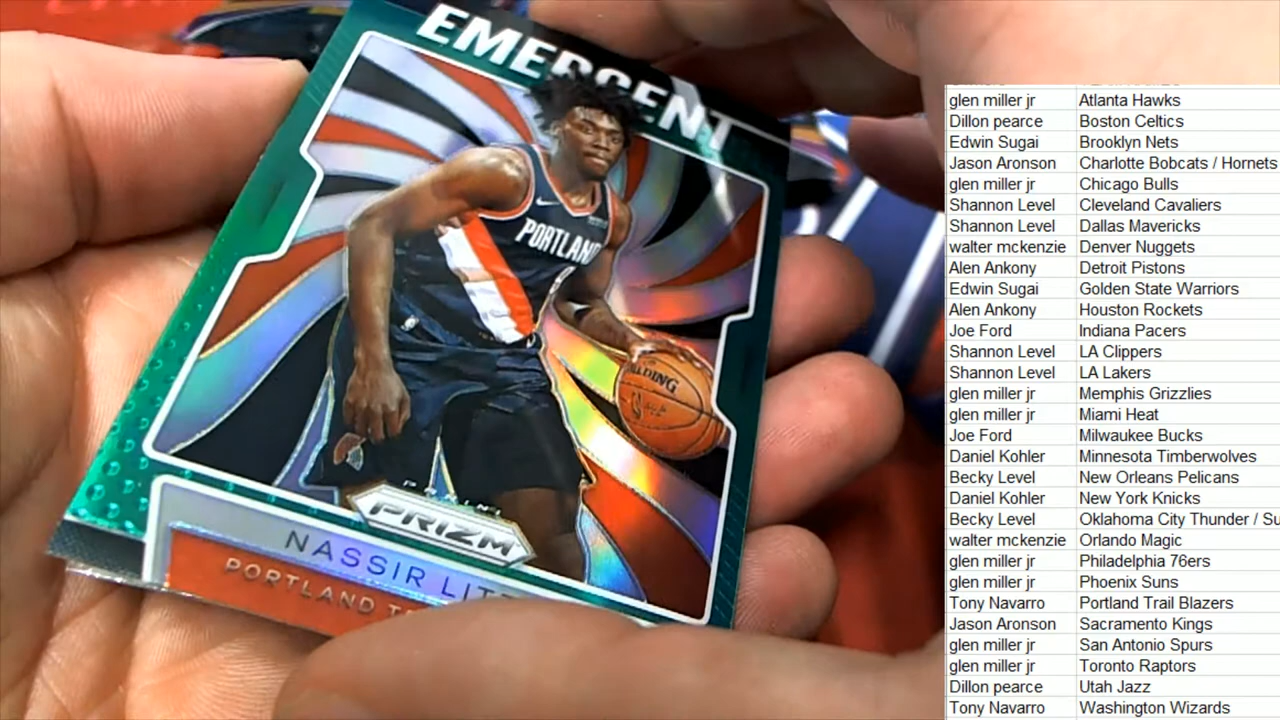 EMERGENT
PORTLAND
SPALDING
PRIZM
NASSIR
PORTLAND
glen miller jr Atlanta Hawks
Dillon pearce Boston Celtics
Edwin Sugai Brooklyn Nets
Jason Aronson Charlotte Bobcats / Hornets
glen miller jr Chicago Bulls
Shannon Level Cleveland Cavaliers
Shannon Level Dallas Mavericks
walter mckenzie Denver Nuggets
Alen Ankony Detroit Pistons
Edwin Sugai Golden State Warriors
Alen Ankony Houston Rockets
Joe Ford Indiana Pacers
Shannon Level LA Clippers
Shannon Level LA Lakers
glen miller jr Memphis Grizzlies
glen miller jr Miami Heat
Joe Ford Milwaukee Bucks
Daniel Kohler Minnesota Timberwolves
Becky Level New Orleans Pelicans
Daniel Kohler New York Knicks
Becky Level Oklahoma City Thunder / Su
walter mckenzie Orlando Magic
glen miller jr Philadelphia 76ers
glen miller jr Phoenix Suns
Tony Navarro Portland Trail Blazers
Jason Aronson Sacramento Kings
glen miller jr San Antonio Spurs
glen miller jr Toronto Raptors
Dillon pearce Utah Jazz
Tony Navarro Washington Wizards